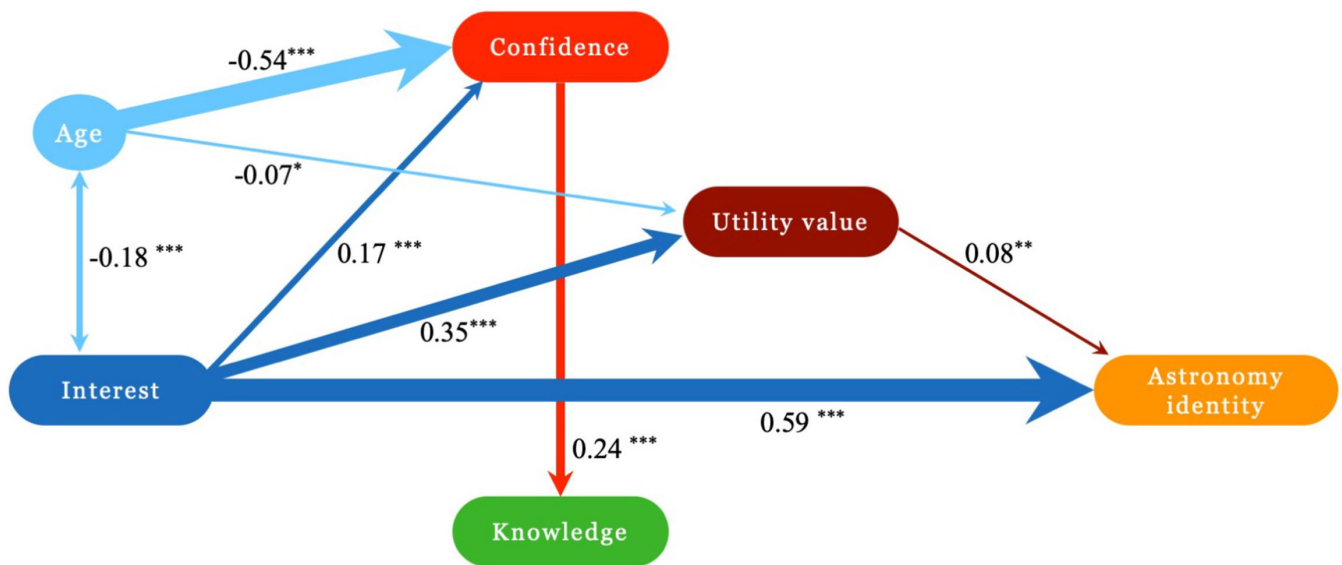 Confidence
-0.54***
Age
-0.07*
Utility value
-0.18 ***
0.17 ***
0.08**
0.35***
Interest
Astronomy
identity
0.59 ***
0.24 ***
Knowledge